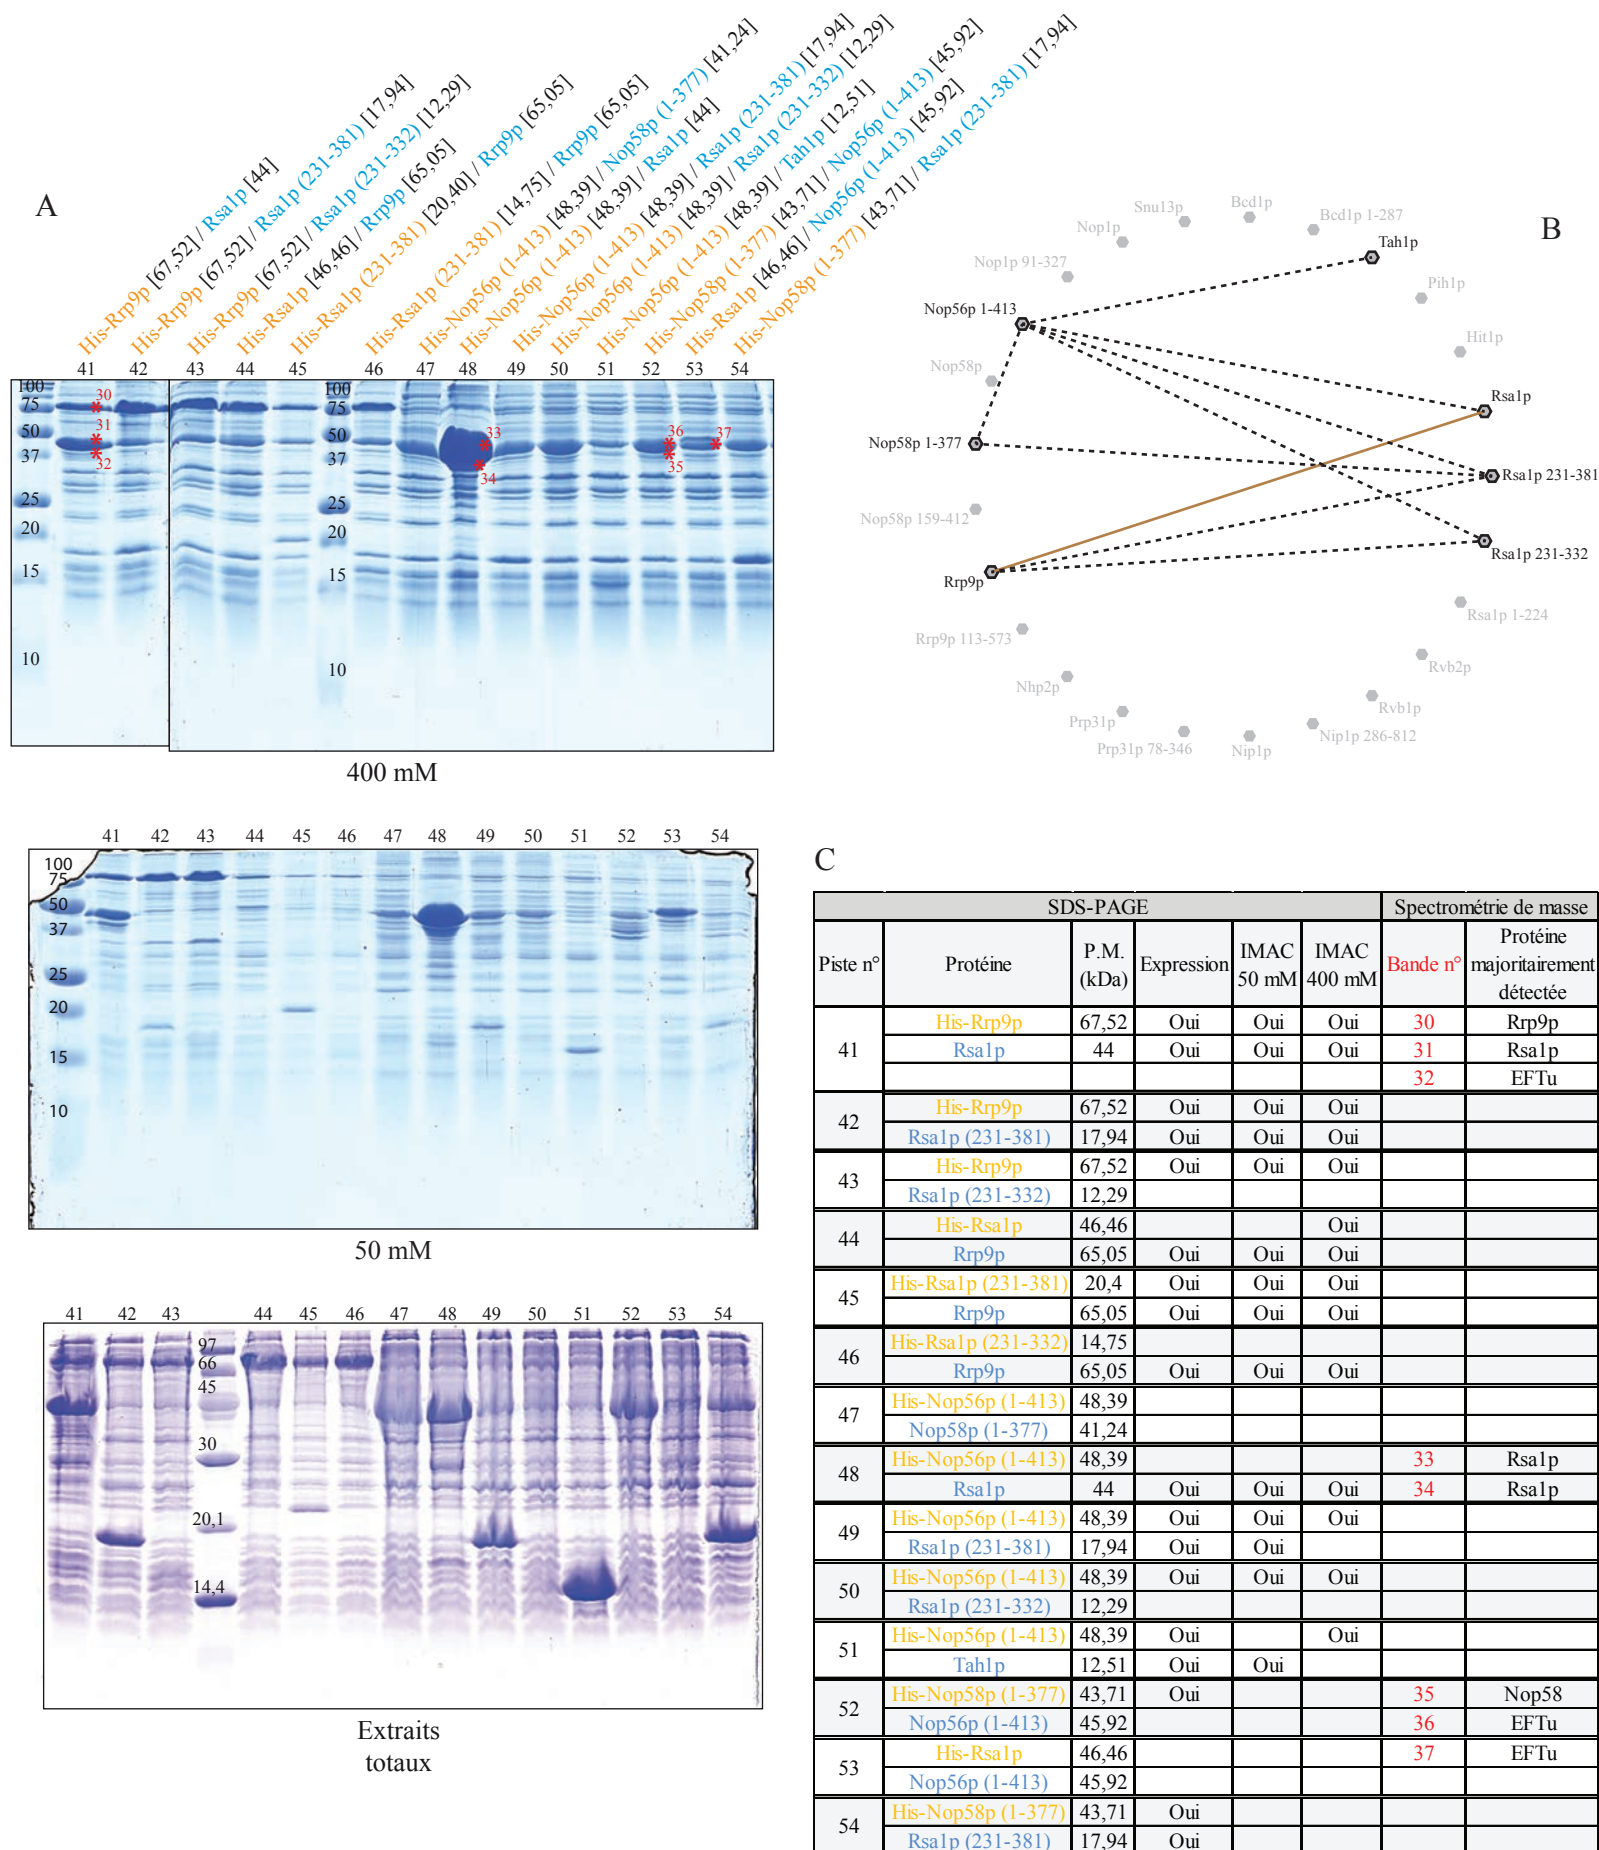 A
His-Rrp9p [67,52] / Rsa1p [44]
His-Rrp9p [67,52] / Rsa1p (231-381) [17,94]
His-Rrp9p [67,52] / Rsa1p (231-332) [12,29]
His-Rsa1p [46,46] / Rrp9p [65,05]
His-Rsa1p (231-381) [20,40] / Rrp9p [65,05]
His-Rsa1p (231-381) [14,75] / Rrp9p [65,05]
His-Nop56p (1-413) [48,39] / Nop58p (1-377) [41,24]
His-Nop56p (1-413) [48,39] / Rsa1p [44]
His-Nop56p (1-413) [48,39] / Rsa1p (231-381) [17,94]
His-Nop56p (1-413) [48,39] / Rsa1p (231-332) [12,29]
His-Nop56p (1-413) [48,39] / Tah1p [12,51]
His-Nop58p (1-377) [43,71] / Nop56p (1-413) [45,92]
His-Rsa1p [46,46] / Nop56p (1-413) [45,92]
His-Nop58p (1-377) [43,71] / Rsa1p (231-381) [17,94]
41 42 43 44 45 46 47 48 49 50 51 52 53 54
100 100
75 75
50 50
37 37
25 25
20 20
15 15
10 10
30
31
32
33
34
36
35
37
400 mM
41 42 43 44 45 46 47 48 49 50 51 52 53 54
100
75
50
37
25
20
15
10
50 mM
41 42 43 44 45 46 47 48 49 50 51 52 53 54
97
66
45
30
20,1
14,4
Extraits
totaux
B
Bcd1p
Snu13p
Bcd1p 1-287
Nop1p
Tah1p
Nop1p 91-327
Pih1p
Nop56p 1-413
Hit1p
Nop58p
Rsa1p
Nop58p 1-377
Rsa1p 231-381
Nop58p 159-412
Rsa1p 231-332
Rrp9p
Rsa1p 1-224
Rrp9p 113-573
Rvb2p
Nhp2p
Rvb1p
Prp31p
Nip1p 286-812
Prp31p 78-346
Nip1p
C
SDS-PAGE Spectrométrie de masse
Piste n° Protéine P.M. (kDa) Expression IMAC 50 mM IMAC 400 mM Bande n° Protéine majoritairement détectée
41 His-Rrp9p 67,52 Oui Oui Oui 30 Rrp9p
Rsa1p 44 Oui Oui Oui 31 Rsa1p
32 EFTu
42 His-Rrp9p 67,52 Oui Oui Oui
Rsa1p (231-381) 17,94 Oui Oui Oui
43 His-Rrp9p 67,52 Oui Oui Oui
Rsa1p (231-332) 12,29
44 His-Rsa1p 46,46 Oui
Rrp9p 65,05 Oui Oui Oui
45 His-Rsa1p (231-381) 20,4 Oui Oui Oui
Rrp9p 65,05 Oui Oui Oui
46 His-Rsa1p (231-332) 14,75
Rrp9p 65,05 Oui Oui Oui
47 His-Nop56p (1-413) 48,39
Nop58p (1-377) 41,24
48 His-Nop56p (1-413) 48,39 33 Rsa1p
Rsa1p 44 Oui Oui Oui 34 Rsa1p
49 His-Nop56p (1-413) 48,39 Oui Oui Oui
Rsa1p (231-381) 17,94 Oui Oui
50 His-Nop56p (1-413) 48,39 Oui Oui Oui
Rsa1p (231-332) 12,29
51 His-Nop56p (1-413) 48,39 Oui Oui
Tah1p 12,51 Oui Oui
52 His-Nop58p (1-377) 43,71 Oui 35 Nop58
Nop56p (1-413) 45,92 36 EFTu
53 His-Rsa1p 46,46 37 EFTu
Nop56p (1-413) 45,92
54 His-Nop58p (1-377) 43,71 Oui
Rsa1p (231-381) 17,94 Oui